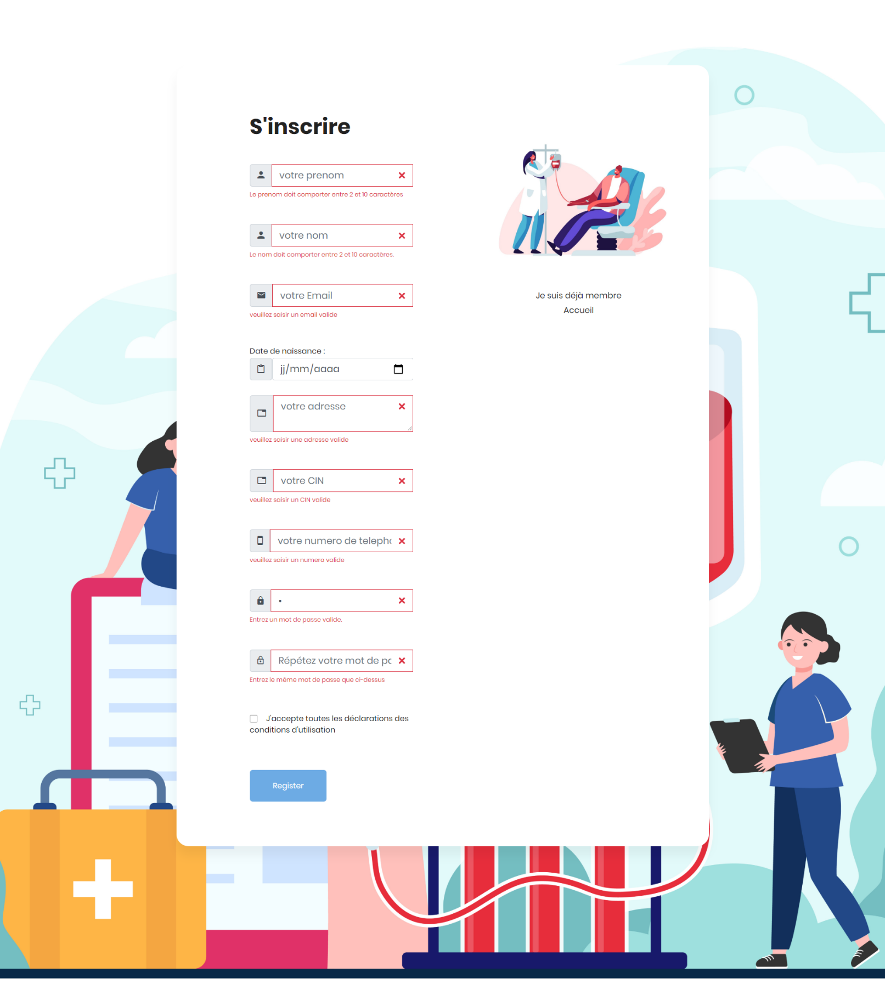 S'inscrire
votre prenom
Le prenom doit comporter entre 2 et 10 caractères
votre nom
Le nom doit comporter entre 2 et 10 caractères.
votre Email
veuillez saisir un email valide
Date de naissance :
jj/mm/aaaa
votre adresse
veuillez saisir une adresse valide
votre CIN
veuillez saisir un CIN valide
votre numero de telepho
veuillez saisir un numero valide
Entrez un mot de passe valide.
Répétez votre mot de pa
Entrez le même mot de passe que ci-dessus
J'accepte toutes les déclarations des
conditions d'utilisation
Register
Je suis déjà membre
Accueil